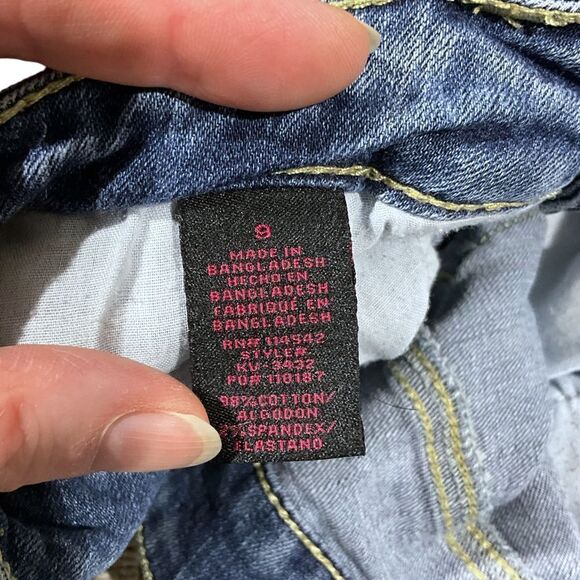 9
MADE IN
BANGLADESH
HECHO EN
BANGLADESH
FABRIQUE EN
BANGLADESH
RN# 114542
STYLE#
KV-3432
PO# 110187
98%COTTON/
ALGODON
2%SPANDEX/
ELASTANO